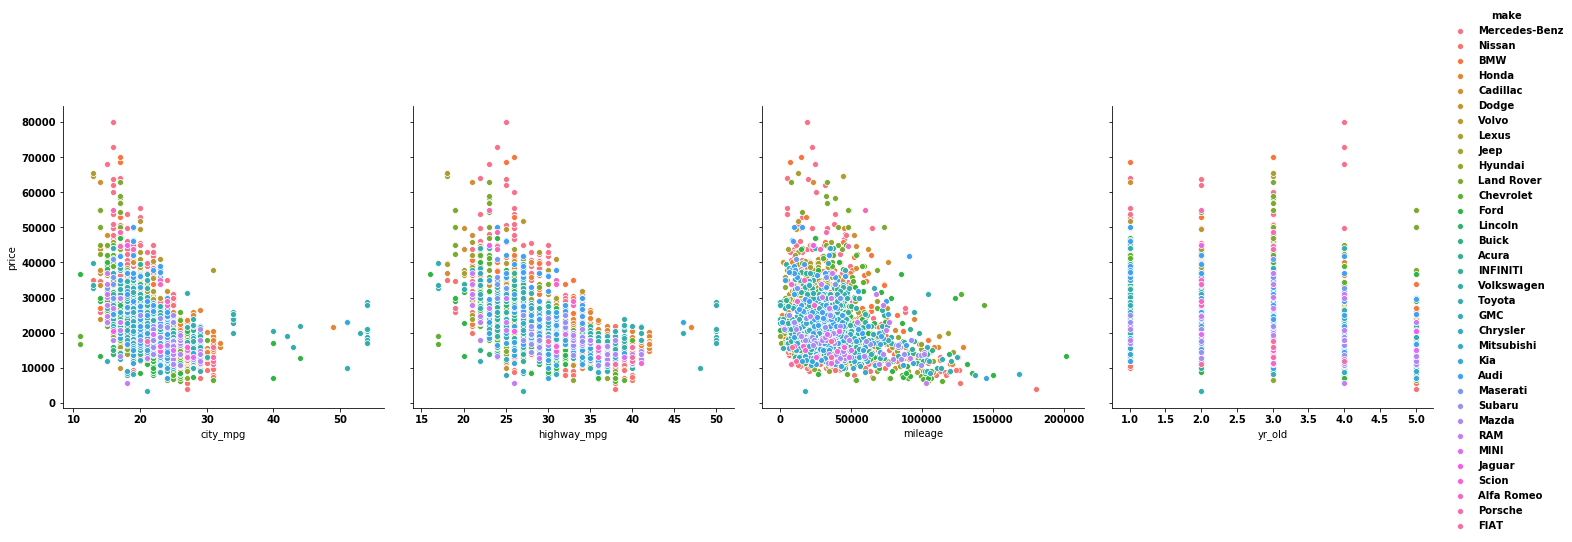 make
Mercedes-Benz
Nissan
BMW
Honda
Cadillac
Dodge
Volvo
Lexus
Jeep
Hyundai
Land Rover
Chevrolet
Ford
Lincoln
Buick
Acura
INFINITI
Volkswagen
Toyota
GMC
Chrysler
Mitsubishi
Kia
Audi
Maserati
Subaru
Mazda
RAM
MINI
Jaguar
Scion
Alfa Romeo
Porsche
FIAT
price
80000
70000
60000
50000
40000
30000
20000
10000
0
10 20 30 40 50
city_mpg
15 20 25 30 35 40 45 50
highway_mpg
0 50000 100000 150000 200000
mileage
1.0 1.5 2.0 2.5 3.0 3.5 4.0 4.5 5.0
yr_old